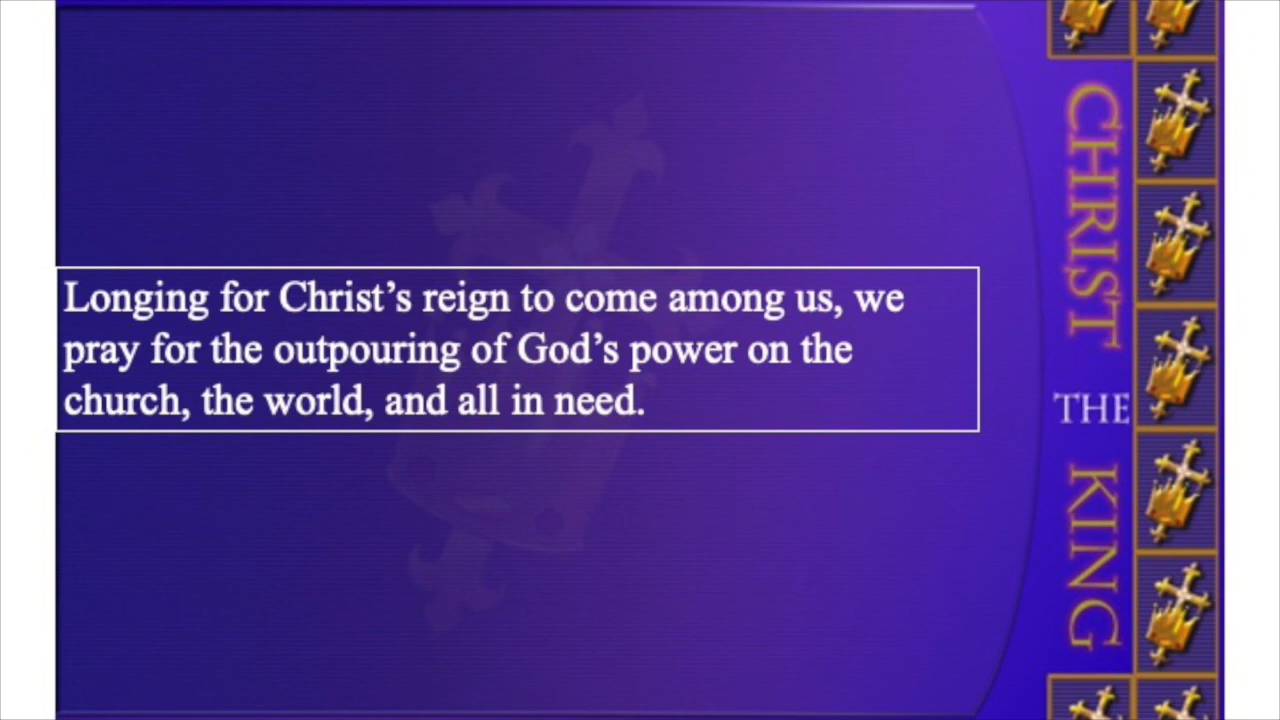 Longing for Christ’s reign to come among us, we
pray for the outpouring of God’s power on the
church, the world, and all in need.
CHRIST
THE
KING